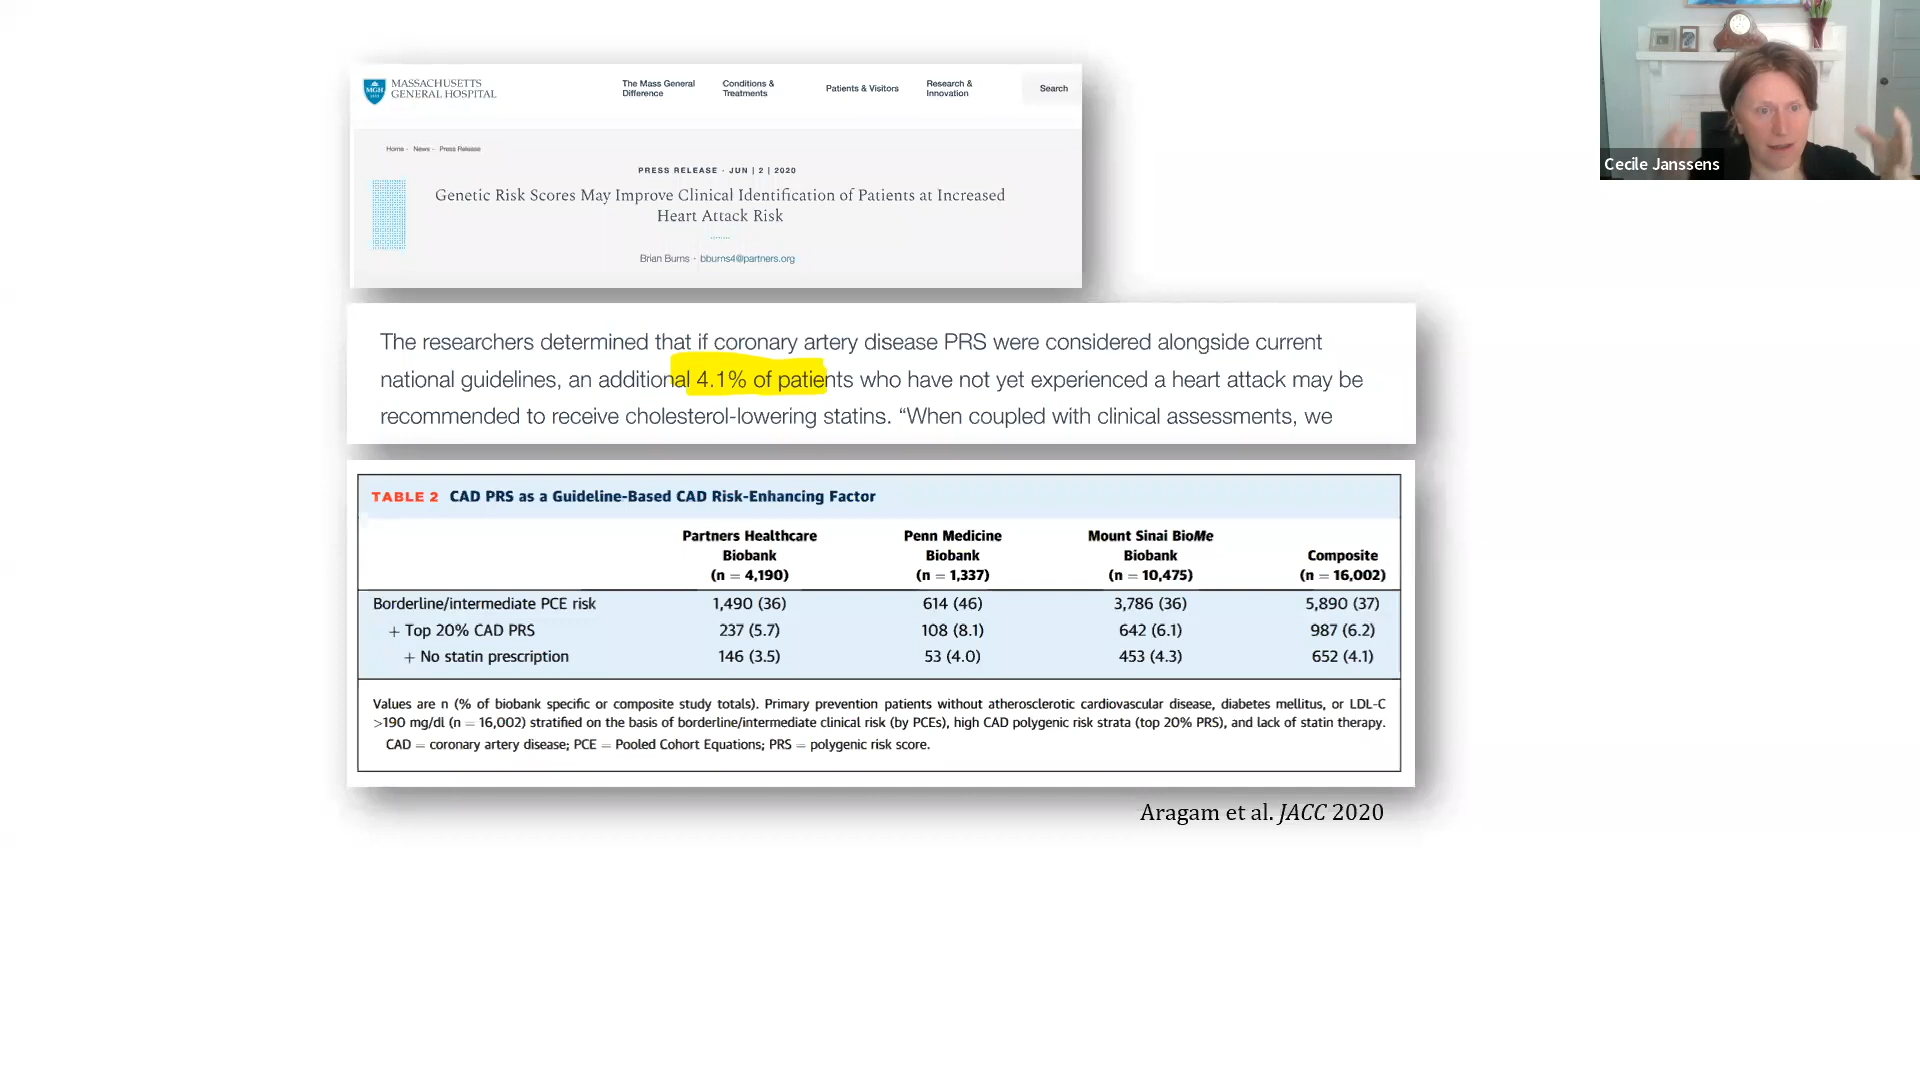 MASSACHUSETTS
GENERAL HOSPITAL
MGH
1811
The Mass General
Difference
Conditions &
Treatments
Patients & Visitors
Research &
Innovation
Search
Home - News - Press Release
PRESS RELEASE - JUN | 2 | 2020
Genetic Risk Scores May Improve Clinical Identification of Patients at Increased
Heart Attack Risk
Brian Burns - bburns4@partners.org
Cecile Janssens
The researchers determined that if coronary artery disease PRS were considered alongside current
national guidelines, an additional 4.1% of patients who have not yet experienced a heart attack may be
recommended to receive cholesterol-lowering statins. “When coupled with clinical assessments, we
TABLE 2 CAD PRS as a Guideline-Based CAD Risk-Enhancing Factor
Partners Healthcare
Biobank
(n = 4,190)
Penn Medicine
Biobank
(n = 1,337)
Mount Sinai BioMe
Biobank
(n = 10,475)
Composite
(n = 16,002)
Borderline/intermediate PCE risk 1,490 (36) 614 (46) 3,786 (36) 5,890 (37)
+ Top 20% CAD PRS 237 (5.7) 108 (8.1) 642 (6.1) 987 (6.2)
+ No statin prescription 146 (3.5) 53 (4.0) 453 (4.3) 652 (4.1)
Values are n (% of biobank specific or composite study totals). Primary prevention patients without atherosclerotic cardiovascular disease, diabetes mellitus, or LDL-C
>190 mg/dl (n = 16,002) stratified on the basis of borderline/intermediate clinical risk (by PCEs), high CAD polygenic risk strata (top 20% PRS), and lack of statin therapy.
CAD = coronary artery disease; PCE = Pooled Cohort Equations; PRS = polygenic risk score.
Aragam et al. JACC 2020